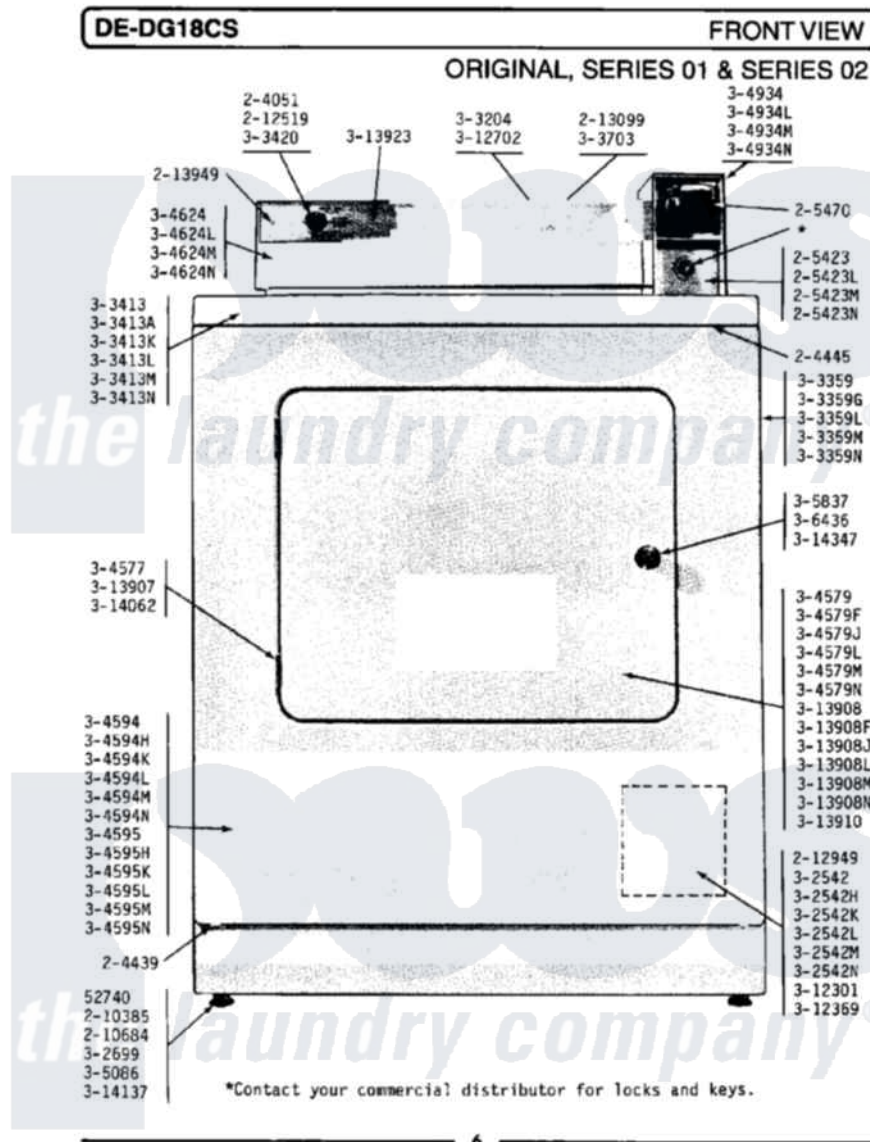 DE-DG18CS FRONT VIEW
ORIGINAL, SERIES 01 & SERIES 02
2-4051
2-12519
3-3420
3-13923
3-3204
3-12702
2-13099
3-3703
3-4934
3-4934L
3-4934M
3-4934N
2-13949
3-4624
3-4624L
3-4624M
3-4624N
2-5470
*
2-5423
2-5423L
2-5423M
2-5423N
3-3413
3-3413A
3-3413K
3-3413L
3-3413M
3-3413N
2-4445
3-3359
3-3359G
3-3359L
3-3359M
3-3359N
the laundry company®
3-5837
3-6436
3-14347
3-4577
3-13907
3-14062
3-4579
3-4579F
3-4579J
3-4579L
3-4579M
3-4579N
3-13908
3-13908F
3-13908J
3-13908L
3-13908M
3-13908N
3-13910
3-4594
3-4594H
3-4594K
3-4594L
3-4594M
3-4594N
3-4595
3-4595H
3-4595K
3-4595L
3-4595M
3-4595N
2-12949
3-2542
3-2542H
3-2542K
3-2542L
3-2542M
3-2542N
3-12301
3-12369
2-4439
52740
2-10385
2-10684
3-2699
3-5086
3-14137
the laundry company®
*Contact your commercial distributor for locks and keys.
6